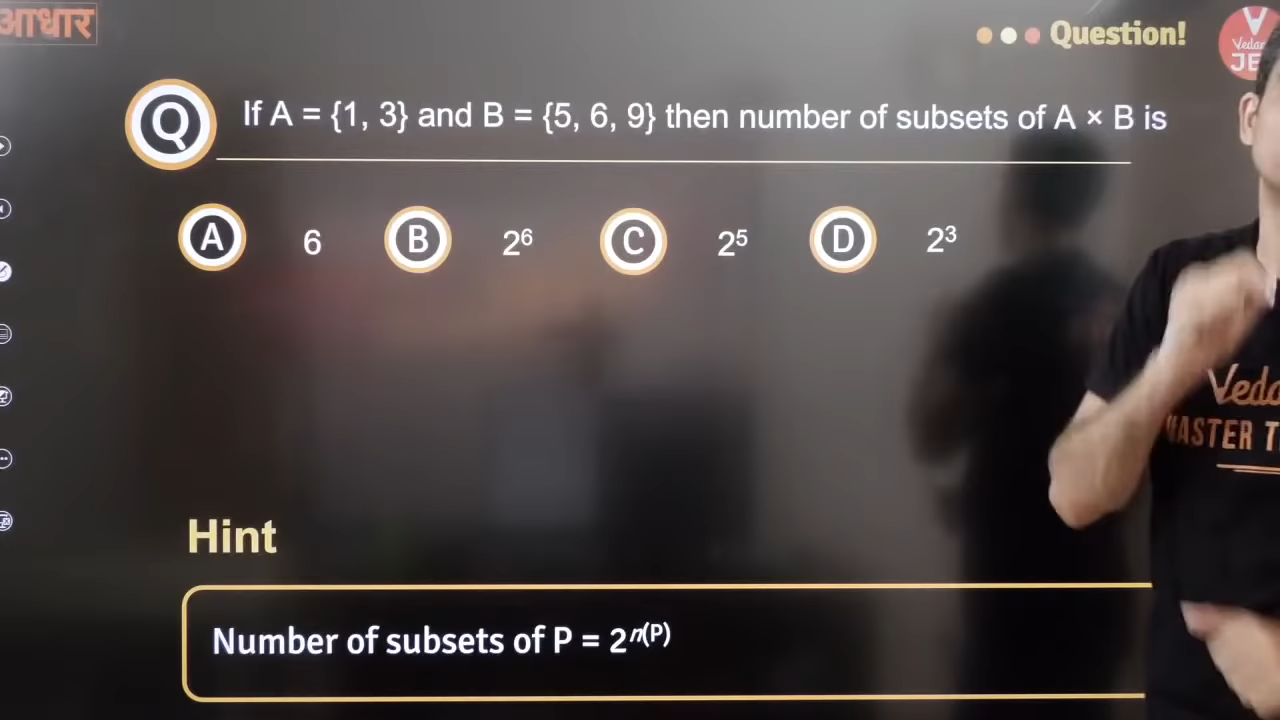 आधार
Question!
V
Q If A = {1, 3} and B = {5, 6, 9} then number of subsets of A × B is
A 6 B 2⁶ C 2⁵ D 2³
Hint
Number of subsets of P = 2ⁿ⁽ᴾ⁾